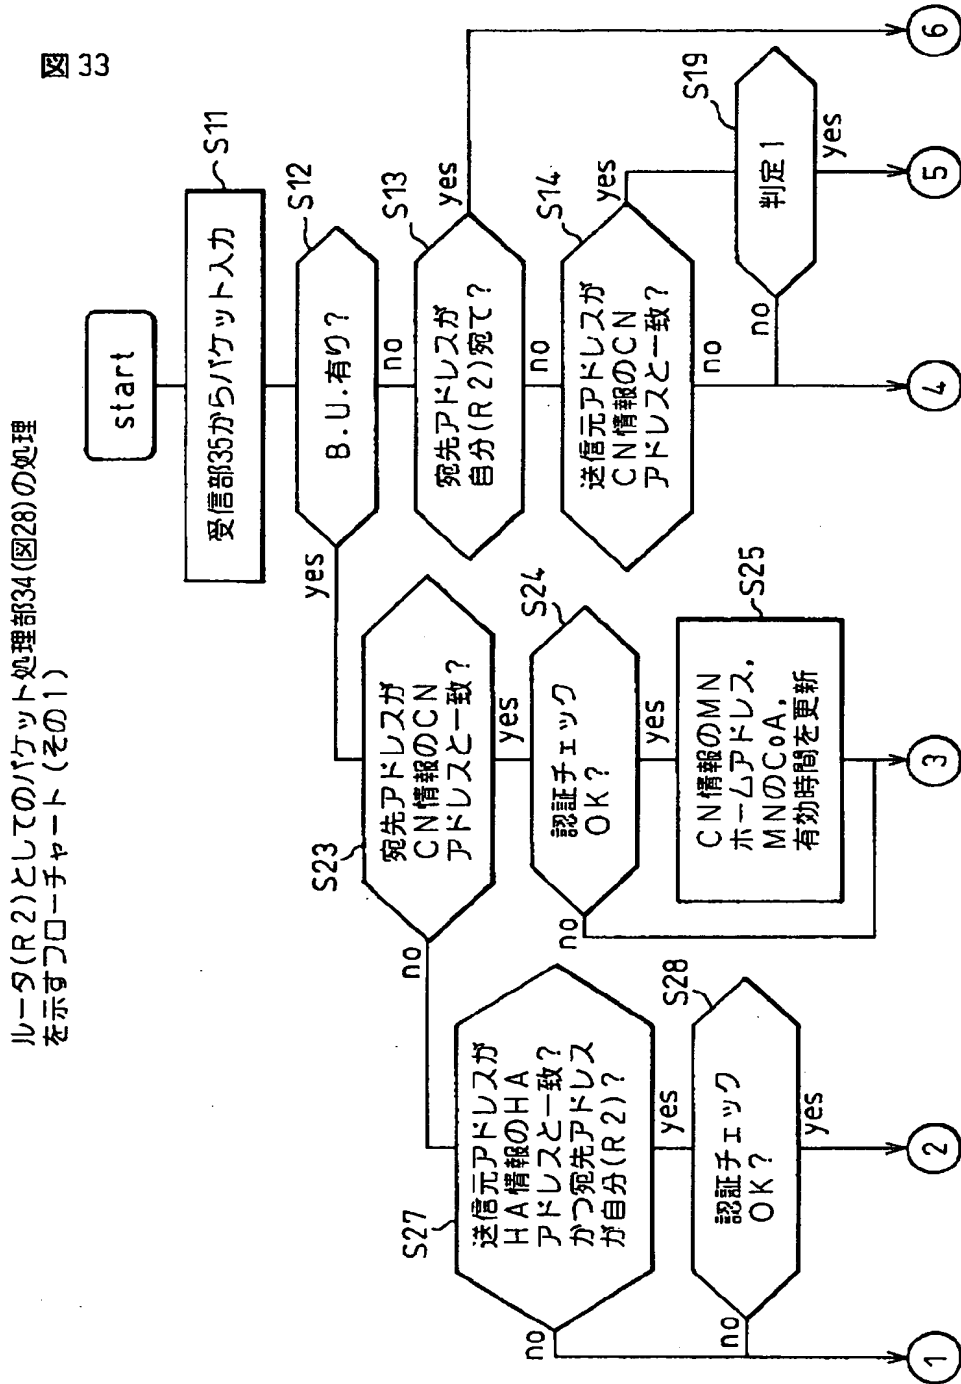 図33
ルータ(R2)としてのパケット処理部34(図28)の処理
を示すフローチャート(その1)
start
受信部35からパケット入力
S11
B.U.有り?
S12
yes
no
宛先アドレスが
自分(R2)宛て?
S13
yes
no
送信元アドレスが
CN情報のCN
アドレスと一致?
S14
yes
no
判定1
S19
no
yes
宛先アドレスが
CN情報のCN
アドレスと一致?
S23
no
yes
認証チェック
OK?
S24
no
yes
CN情報のMN
ホームアドレス,
MNのCoA,
有効時間を更新
S25
送信元アドレスが
HA情報のHA
アドレスと一致?
かつ宛先アドレス
が自分(R2)?
S27
no
yes
認証チェック
OK?
S28
no
yes
1
2
3
4
5
6